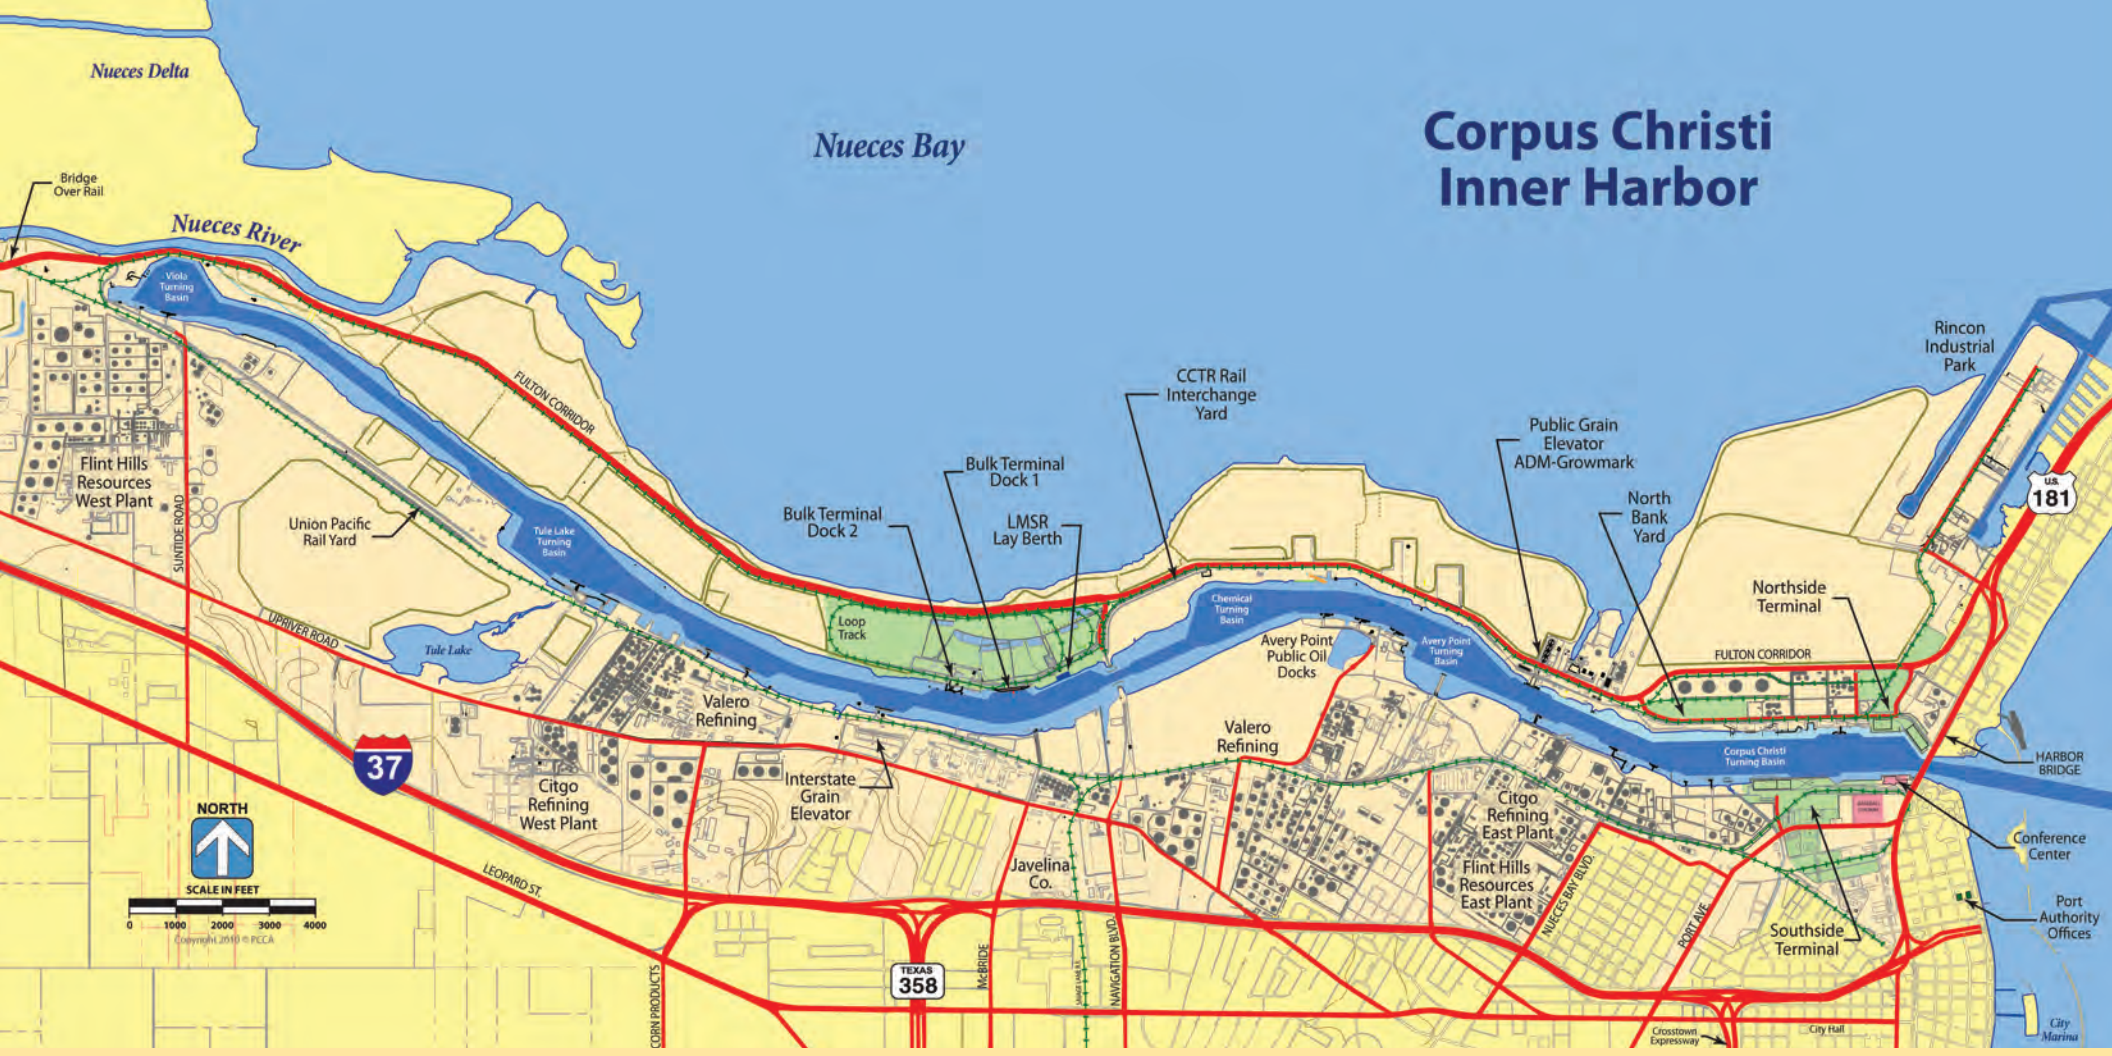 Nueces Delta
Nueces Bay
Corpus Christi
Inner Harbor
Bridge
Over Rail
Nueces River
Viola
Turning
Basin
Rincon
Industrial
Park
FULTON CORRIDOR
CCTR Rail
Interchange
Yard
Public Grain
Elevator
ADM-Growmark
Flint Hills
Resources
West Plant
SUNTIDE ROAD
Union Pacific
Rail Yard
Tule Lake
Turning
Basin
Bulk Terminal
Dock 1
Bulk Terminal
Dock 2
LMSR
Lay Berth
North
Bank
Yard
U.S.
181
Northside
Terminal
Chemical
Turning
Basin
Loop
Track
UPRIVER ROAD
Tule Lake
Avery Point
Public Oil
Docks
Avery Point
Turning
Basin
FULTON CORRIDOR
Valero
Refining
Valero
Refining
Corpus Christi
Turning Basin
HARBOR
BRIDGE
37
Citgo
Refining
West Plant
Interstate
Grain
Elevator
Citgo
Refining
East Plant
NORTH
SCALE IN FEET
0 1000 2000 3000 4000
Copyright 2010 © PCCA
LEOPARD ST.
Javelina
Co.
Flint Hills
Resources
East Plant
NUECES BAY BLVD.
PORT AVE.
Conference
Center
Southside
Terminal
Port
Authority
Offices
CORN PRODUCTS
TEXAS
358
McBRIDE
NAVIGATION BLVD.
Crosstown
Expressway
City Hall
City
Marina